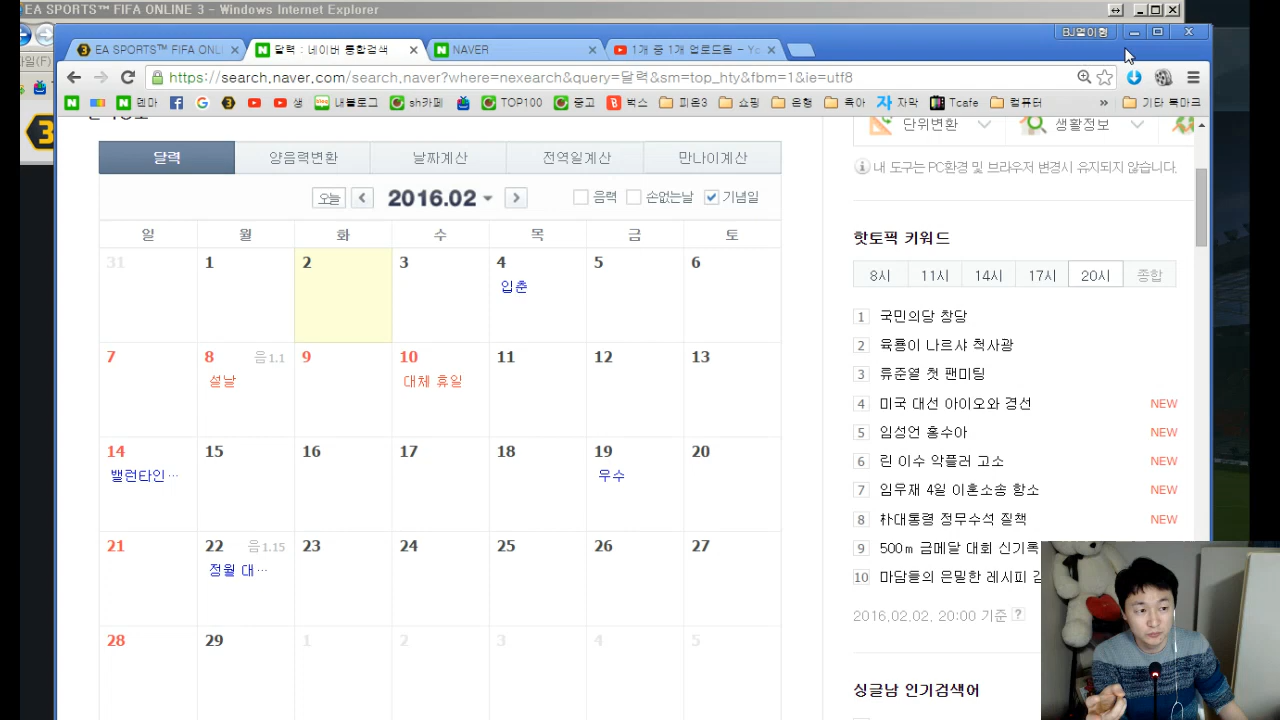 EA SPORTS™ FIFA ONLINE 3 - Windows Internet Explorer
BJ열이형
EA SPORTS™ FIFA ONLI
달력 : 네이버 통합검색
NAVER
1개 중 1개 업로드됨 - Yc
일(F)
https://search.naver.com/search.naver?where=nexearch&query=달력&sm=top_hty&fbm=1&ie=utf8
뎀마
생
내블로그
sh카페
TOP100
중고
벅스
피온3
쇼핑
은행
육아
자막
Tcafe
컴퓨터
»
기타 북마크
단위변환
생활정보
달력
양음력변환
날짜계산
전역일계산
만나이계산
내 도구는 PC환경 및 브라우저 변경시 유지되지 않습니다.
오늘
2016.02
음력
손없는날
기념일
일 월 화 수 목 금 토
31 1 2 3 4 5 6
입춘
7 8 음1.1 9 10 11 12 13
설날
대체 휴일
14 15 16 17 18 19 20
밸런타인…
우수
21 22 음1.15 23 24 25 26 27
정월 대…
28 29 1 2 3 4 5
핫토픽 키워드
8시 11시 14시 17시 20시 종합
1 국민의당 창당
2 육룡이 나르샤 척사광
3 류준열 첫 팬미팅
4 미국 대선 아이오와 경선 NEW
5 임성언 홍수아 NEW
6 린 이수 악플러 고소 NEW
7 임우재 4일 이혼소송 항소 NEW
8 朴대통령 정무수석 질책 NEW
9 500m 금메달 대회 신기록
10 마담들의 은밀한 레시피
2016.02.02, 20:00 기준 ?
싱글남 인기검색어